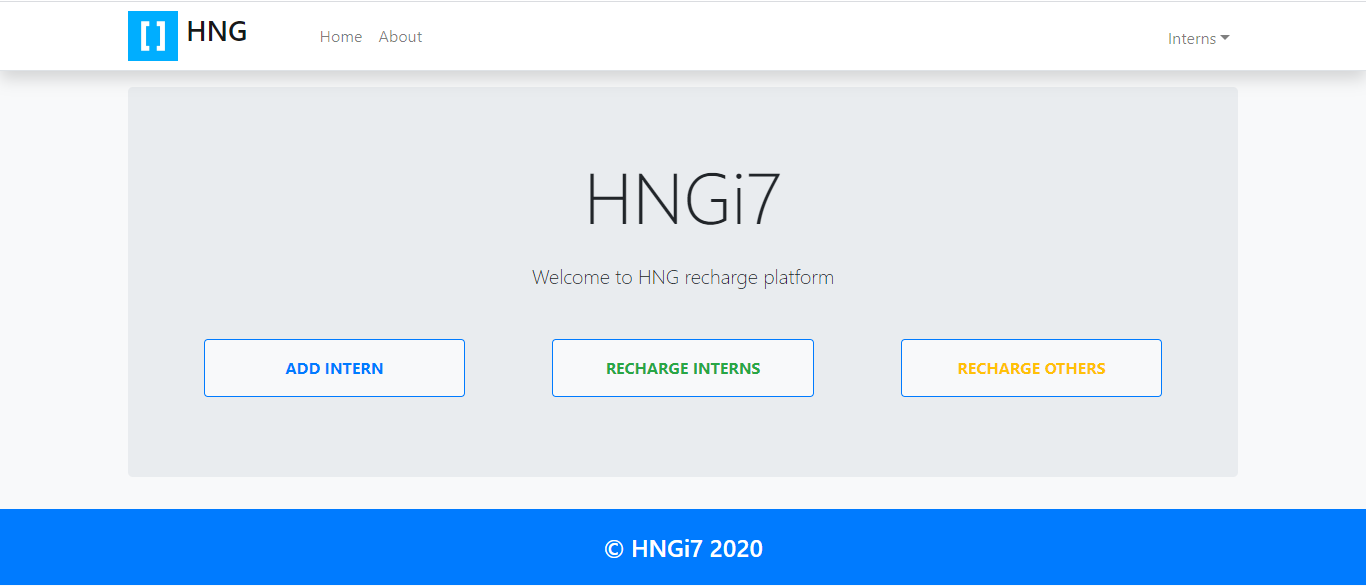 [ ] HNG
Home About
Interns
HNGi7
Welcome to HNG recharge platform
ADD INTERN
RECHARGE INTERNS
RECHARGE OTHERS
© HNGi7 2020